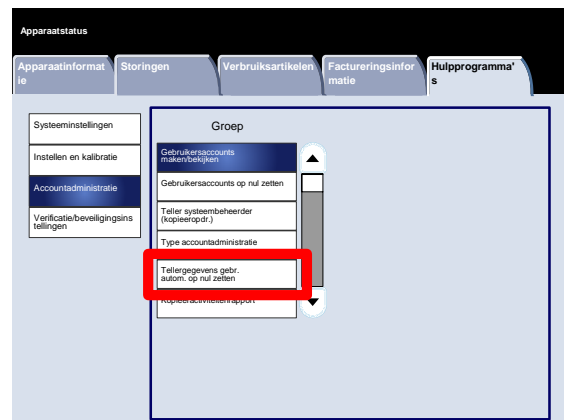 Apparaatstatus
Apparaatinformat
ie
Storingen
Verbruiksartikelen
Factureringsinfor
matie
Hulpprogramma'
s
Systeeminstellingen
Instellen en kalibratie
Accountadministratie
Verificatie/beveiligingsins
tellingen
Groep
Gebruikersaccounts
maken/bekijken
Gebruikersaccounts op nul zetten
Teller systeembeheerder
(kopieeropdr.)
Type accountadministratie
Tellergegevens gebr.
autom. op nul zetten
Kopieeractiviteitenrapport